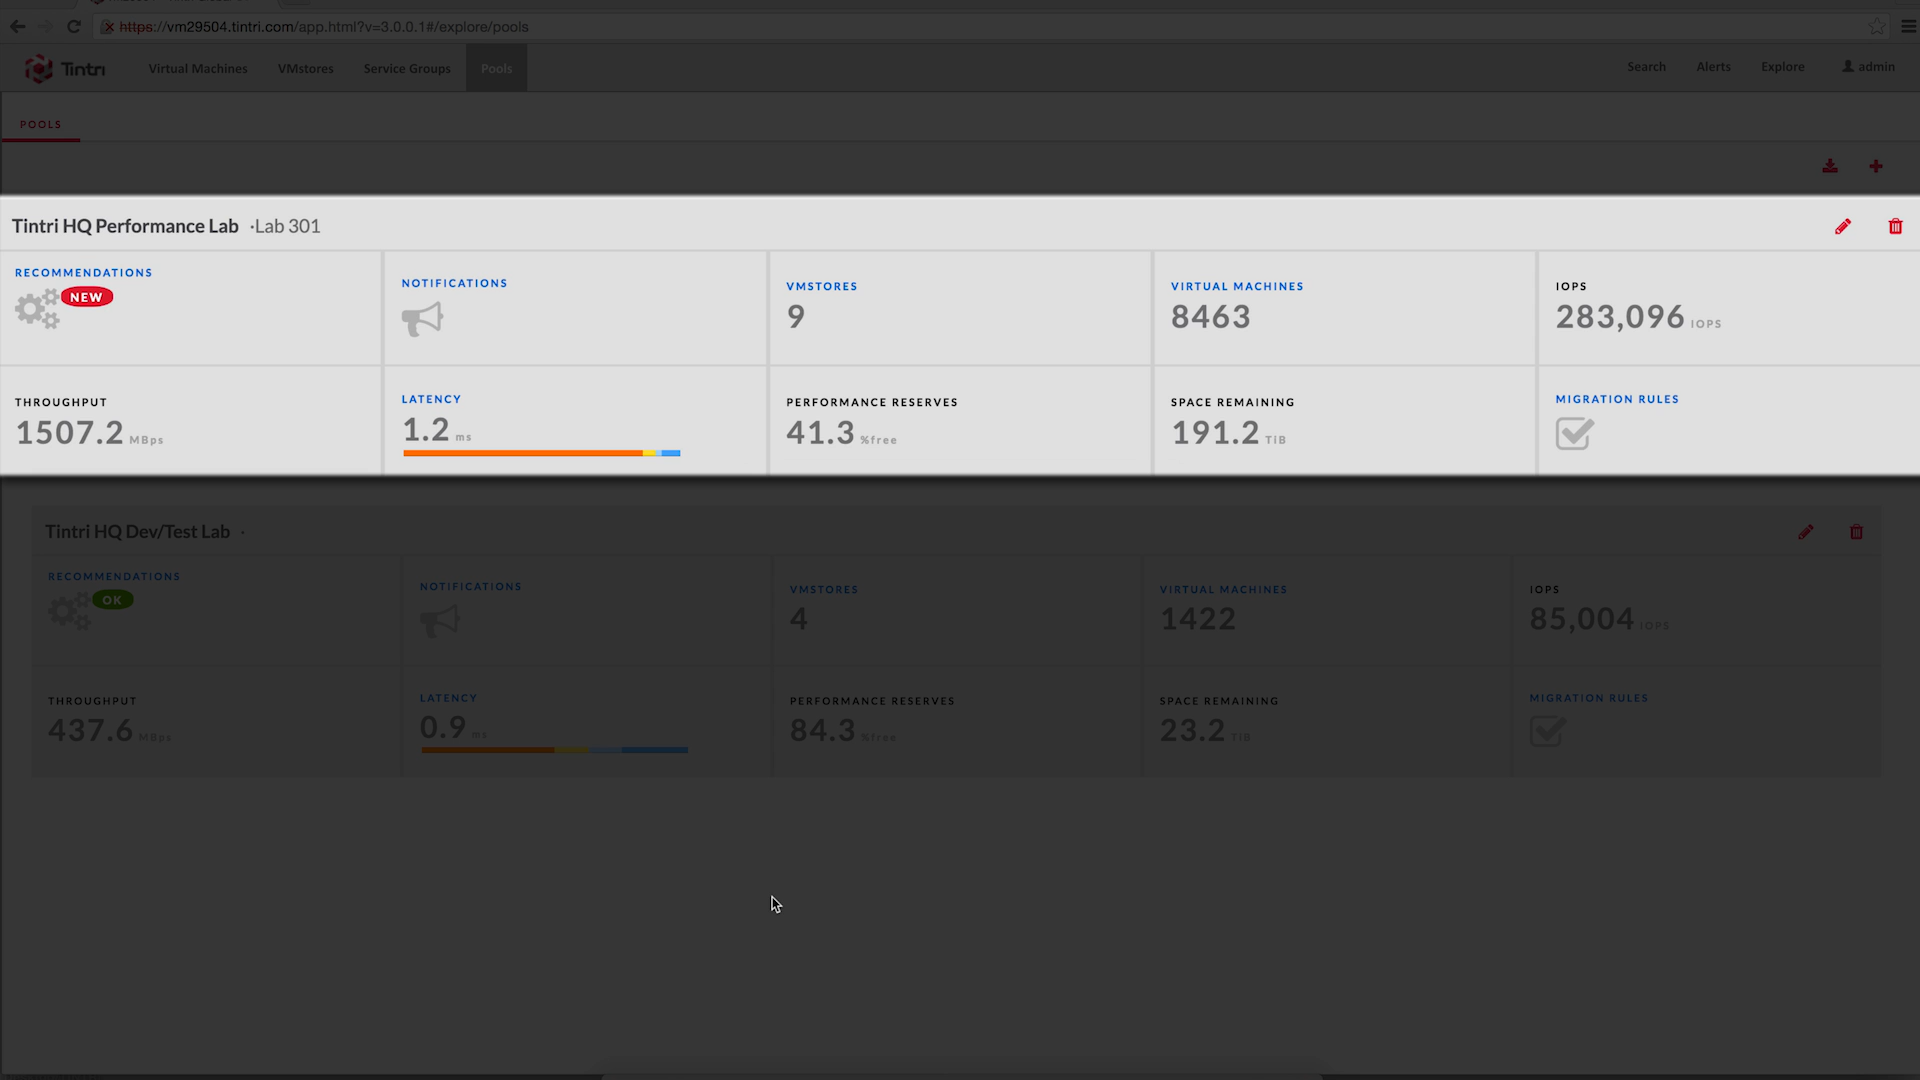 https://vm29504.tintri.com/app.html?v=3.0.0.1#/explore/pools
Tintri
Virtual Machines VMstores Service Groups Pools Search Alerts Explore admin
POOLS
Tintri HQ Performance Lab ·Lab 301
RECOMMENDATIONS NOTIFICATIONS VMSTORES VIRTUAL MACHINES IOPS
NEW 9 8463 283,096 IOPS
THROUGHPUT LATENCY PERFORMANCE RESERVES SPACE REMAINING MIGRATION RULES
1507.2 MBps 1.2 ms 41.3 %free 191.2 TiB
Tintri HQ Dev/Test Lab ·
RECOMMENDATIONS NOTIFICATIONS VMSTORES VIRTUAL MACHINES IOPS
OK 4 1422 85,004 IOPS
THROUGHPUT LATENCY PERFORMANCE RESERVES SPACE REMAINING MIGRATION RULES
437.6 MBps 0.9 ms 84.3 %free 23.2 TiB